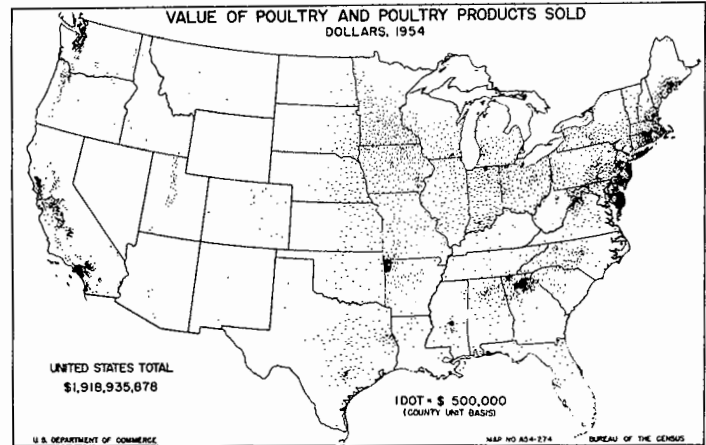 VALUE OF POULTRY AND POULTRY PRODUCTS SOLD
DOLLARS, 1954
UNITED STATES TOTAL
$1,918,935,878
1 DOT = $ 500,000
(COUNTY UNIT BASIS)
U. S. DEPARTMENT OF COMMERCE
MAP NO A54-274
BUREAU OF THE CENSUS